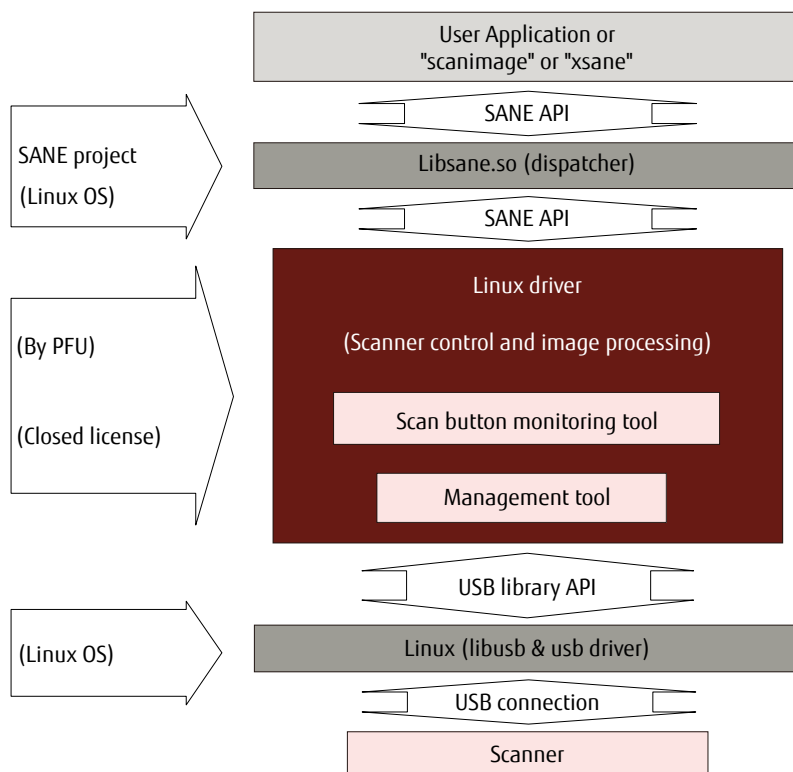 User Application or
"scanimage" or "xsane"
SANE API
SANE project
(Linux OS)
Libsane.so (dispatcher)
SANE API
Linux driver
(Scanner control and image processing)
(By PFU)
(Closed license)
Scan button monitoring tool
Management tool
USB library API
(Linux OS)
Linux (libusb & usb driver)
USB connection
Scanner